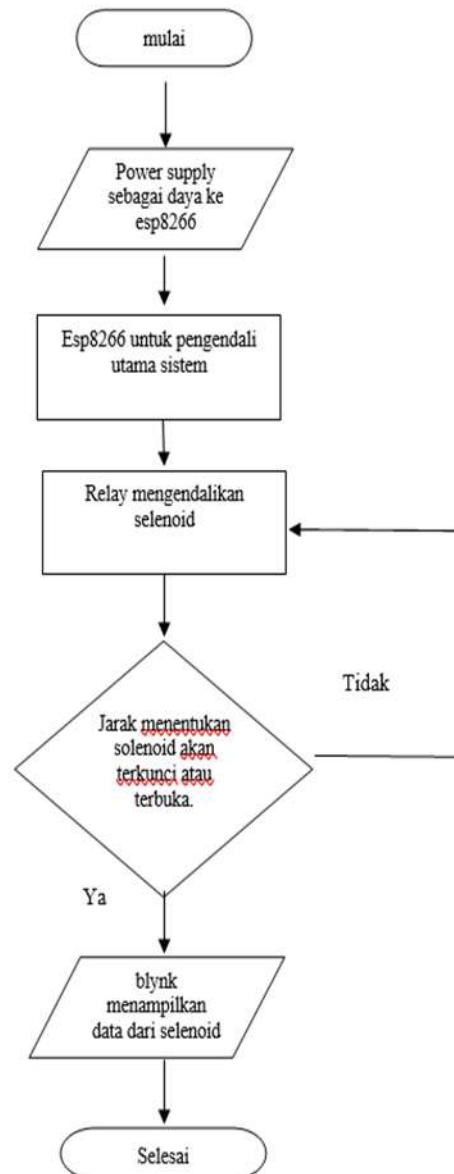 mulai
Power supply
sebagai daya ke
esp8266
Esp8266 untuk pengendali
utama sistem
Relay mengendalikan
selenoid
Jarak menentukan
solenoid akan
terkunci atau
terbuka.
Tidak
Ya
blynk
menampilkan
data dari selenoid
Selesai